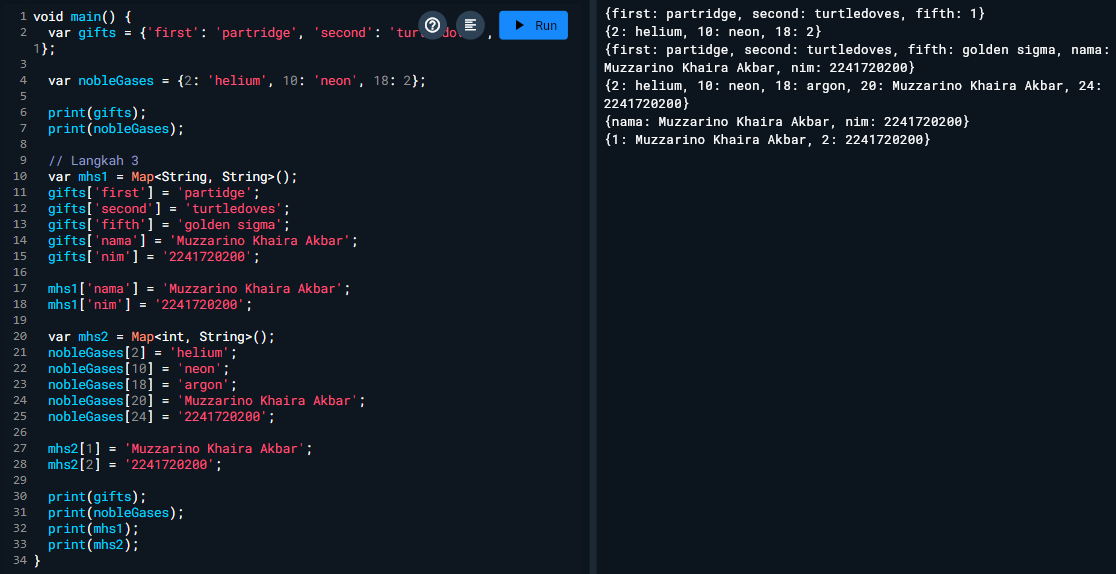 1 void main() {
2 var gifts = {'first': 'partridge', 'second': 'tur
1};
3
4 var nobleGases = {2: 'helium', 10: 'neon', 18: 2};
5
6 print(gifts);
7 print(nobleGases);
8
9 // Langkah 3
10 var mhs1 = Map<String, String>();
11 gifts['first'] = 'partidge';
12 gifts['second'] = 'turtledoves';
13 gifts['fifth'] = 'golden sigma';
14 gifts['nama'] = 'Muzzarino Khaira Akbar';
15 gifts['nim'] = '2241720200';
16
17 mhs1['nama'] = 'Muzzarino Khaira Akbar';
18 mhs1['nim'] = '2241720200';
19
20 var mhs2 = Map<int, String>();
21 nobleGases[2] = 'helium';
22 nobleGases[10] = 'neon';
23 nobleGases[18] = 'argon';
24 nobleGases[20] = 'Muzzarino Khaira Akbar';
25 nobleGases[24] = '2241720200';
26
27 mhs2[1] = 'Muzzarino Khaira Akbar';
28 mhs2[2] = '2241720200';
29
30 print(gifts);
31 print(nobleGases);
32 print(mhs1);
33 print(mhs2);
34 }
Run
{first: partridge, second: turtledoves, fifth: 1}
{2: helium, 10: neon, 18: 2}
{first: partidge, second: turtledoves, fifth: golden sigma, nama:
Muzzarino Khaira Akbar, nim: 2241720200}
{2: helium, 10: neon, 18: argon, 20: Muzzarino Khaira Akbar, 24:
2241720200}
{nama: Muzzarino Khaira Akbar, nim: 2241720200}
{1: Muzzarino Khaira Akbar, 2: 2241720200}